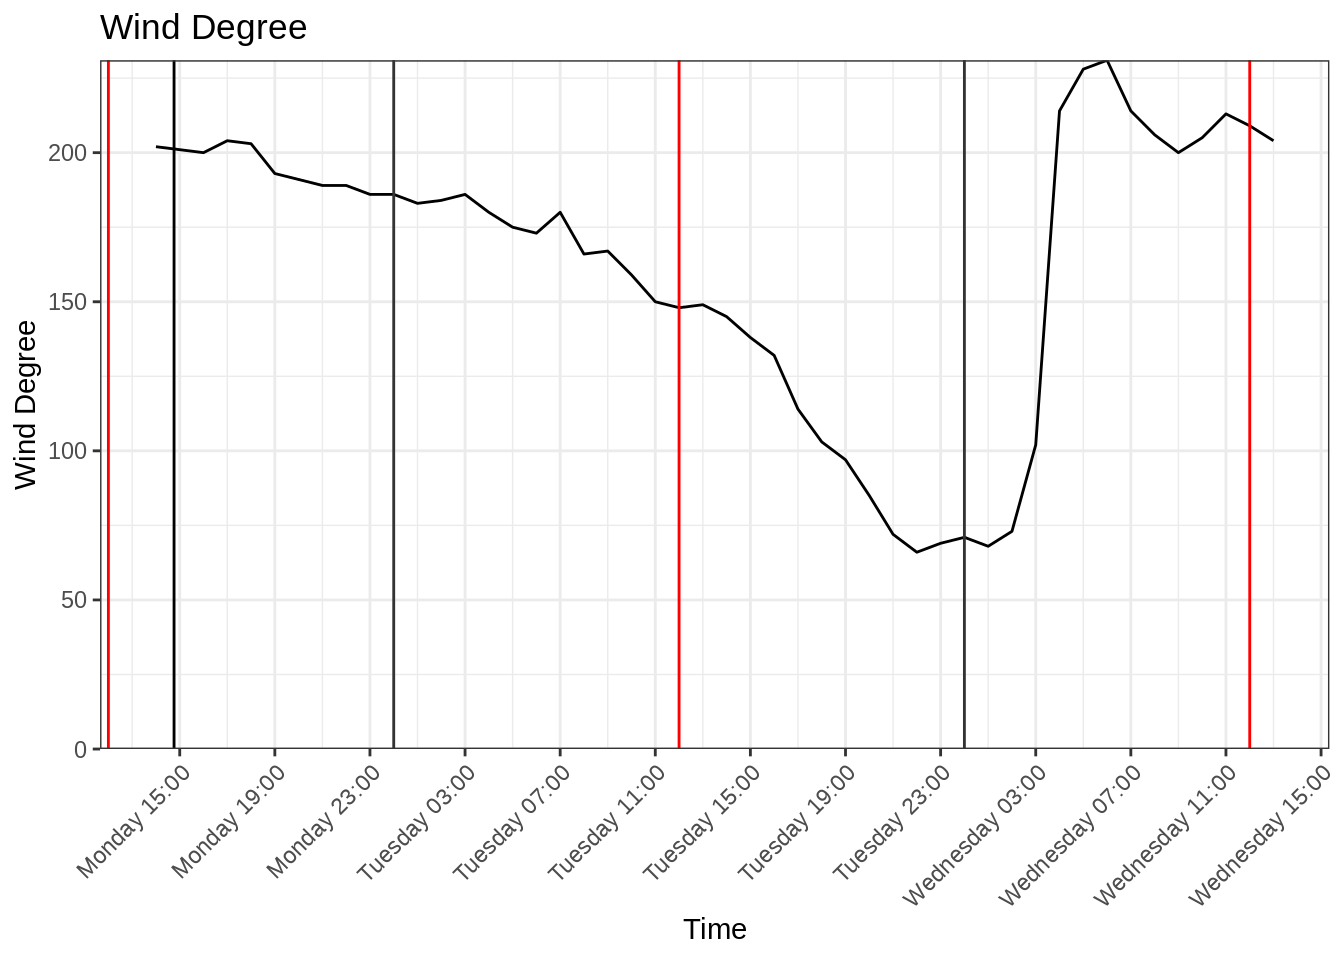 Wind Degree
Wind Degree
200
150
100
50
0
Monday 15:00
Monday 19:00
Monday 23:00
Tuesday 03:00
Tuesday 07:00
Tuesday 11:00
Tuesday 15:00
Tuesday 19:00
Tuesday 23:00
Wednesday 03:00
Wednesday 07:00
Wednesday 11:00
Wednesday 15:00
Time